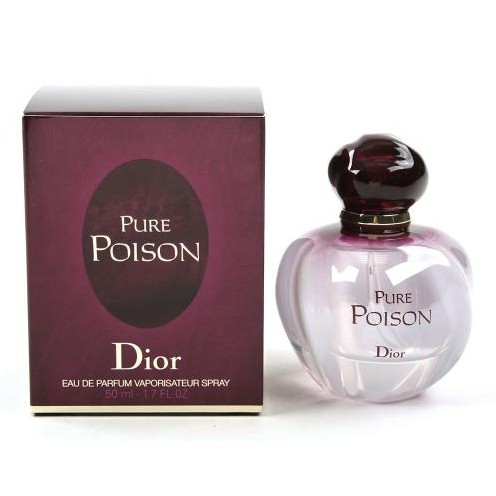 PURE
POISON
Dior
EAU DE PARFUM VAPORISATEUR SPRAY
50 ml - 1.7 FL.OZ
PURE
POISON
Dior